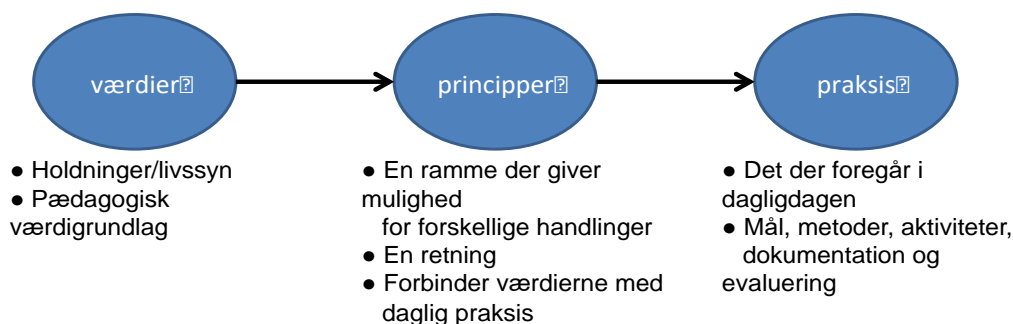 værdier
● Holdninger/livssyn
● Pædagogisk
værdigrundlag
principper
● En ramme der giver
mulighed
for forskellige handlinger
● En retning
● Forbinder værdierne med
daglig praksis
praksis
● Det der foregår i
dagligdagen
● Mål, metoder, aktiviteter,
dokumentation og
evaluering